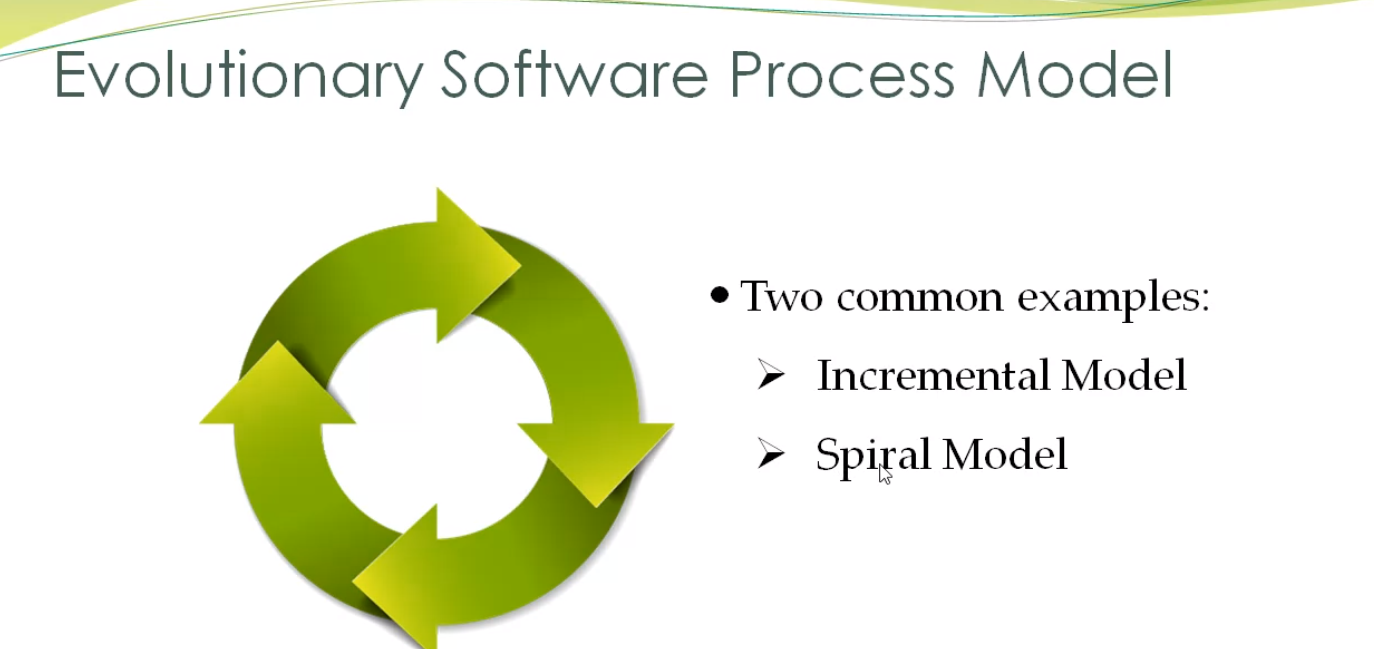 Evolutionary Software Process Model
• Two common examples:
➢ Incremental Model
➢ Spiral Model